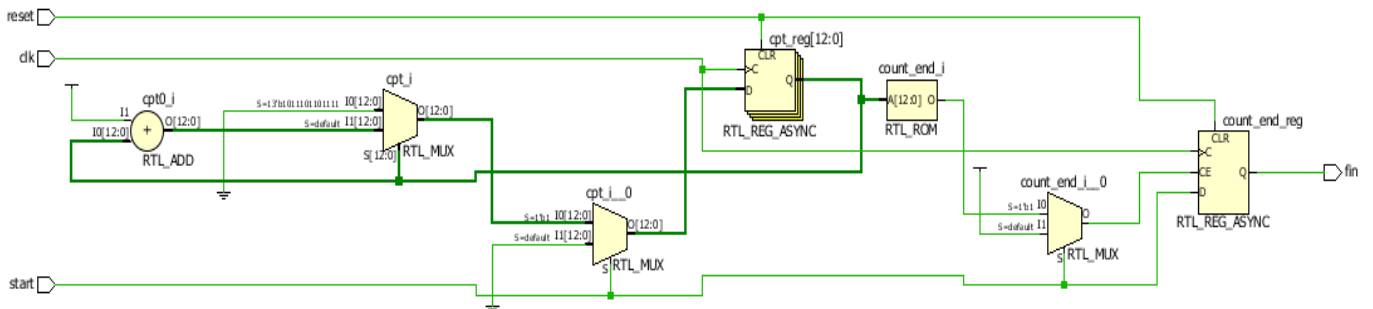 reset
clk
start
cpt0_i
I1
I0[12:0]
+
O[12:0]
RTL_ADD
cpt_i
S=13'b1011101101111
I0[12:0]
S=default
I1[12:0]
S[12:0]
O[12:0]
RTL_MUX
cpt_i__0
S=1'b1
I0[12:0]
S=default
I1[12:0]
S
O[12:0]
RTL_MUX
cpt_reg[12:0]
CLR
C
D
Q
RTL_REG_ASYNC
count_end_i
A[12:0]
O
RTL_ROM
count_end_i__0
S=1'b1
I0
S=default
I1
S
O
RTL_MUX
count_end_reg
CLR
C
CE
D
Q
RTL_REG_ASYNC
fin